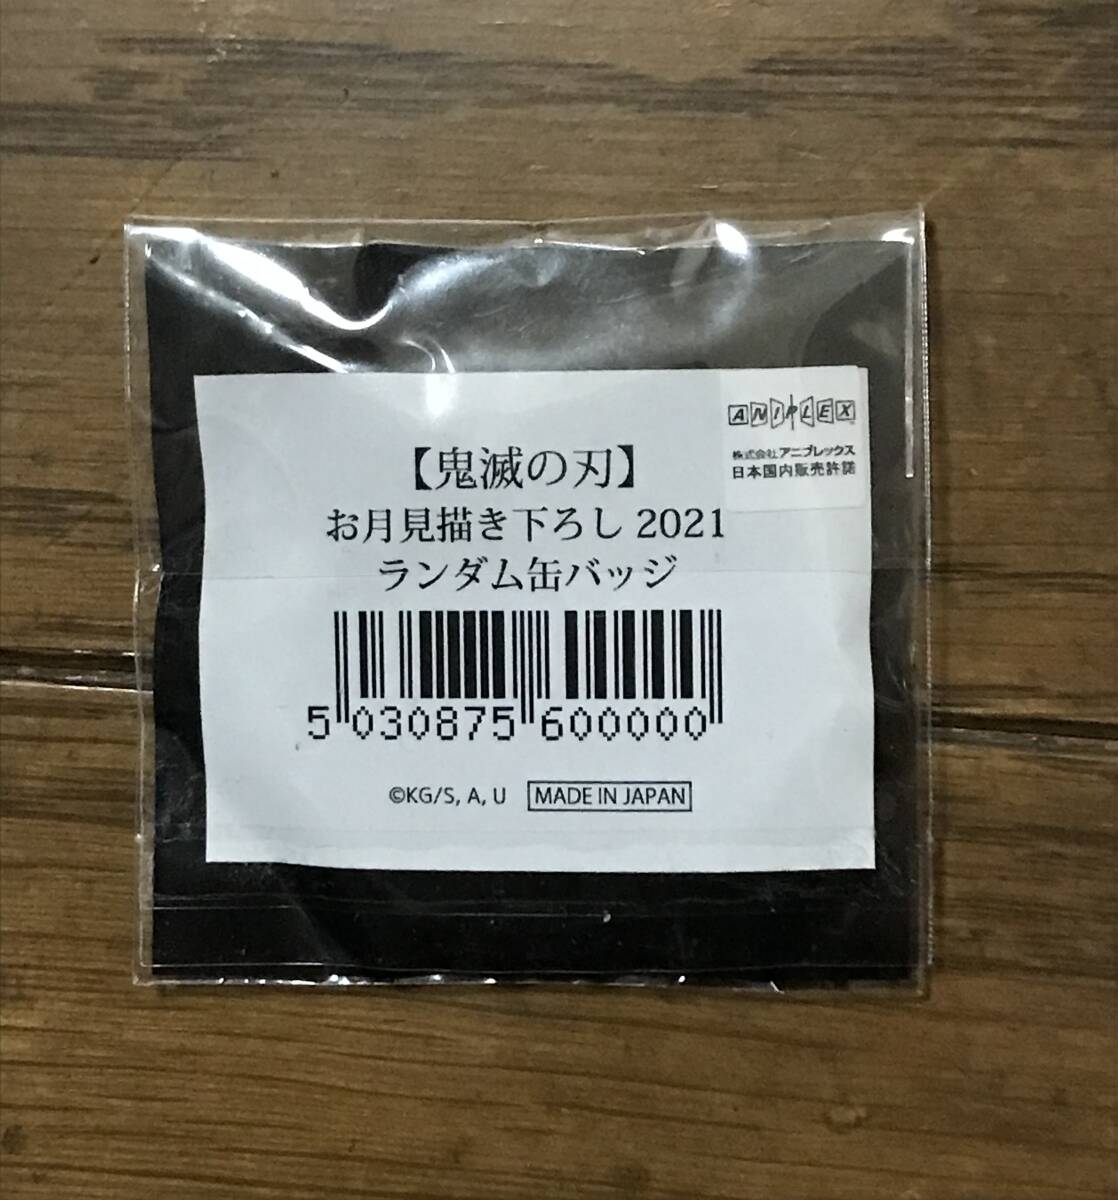 ANIPLEX
株式会社アニプレックス
日本国内販売許諾
【鬼滅の刃】
お月見描き下ろし 2021
ランダム缶バッジ
5 030875 600000
©KG/S, A, U MADE IN JAPAN